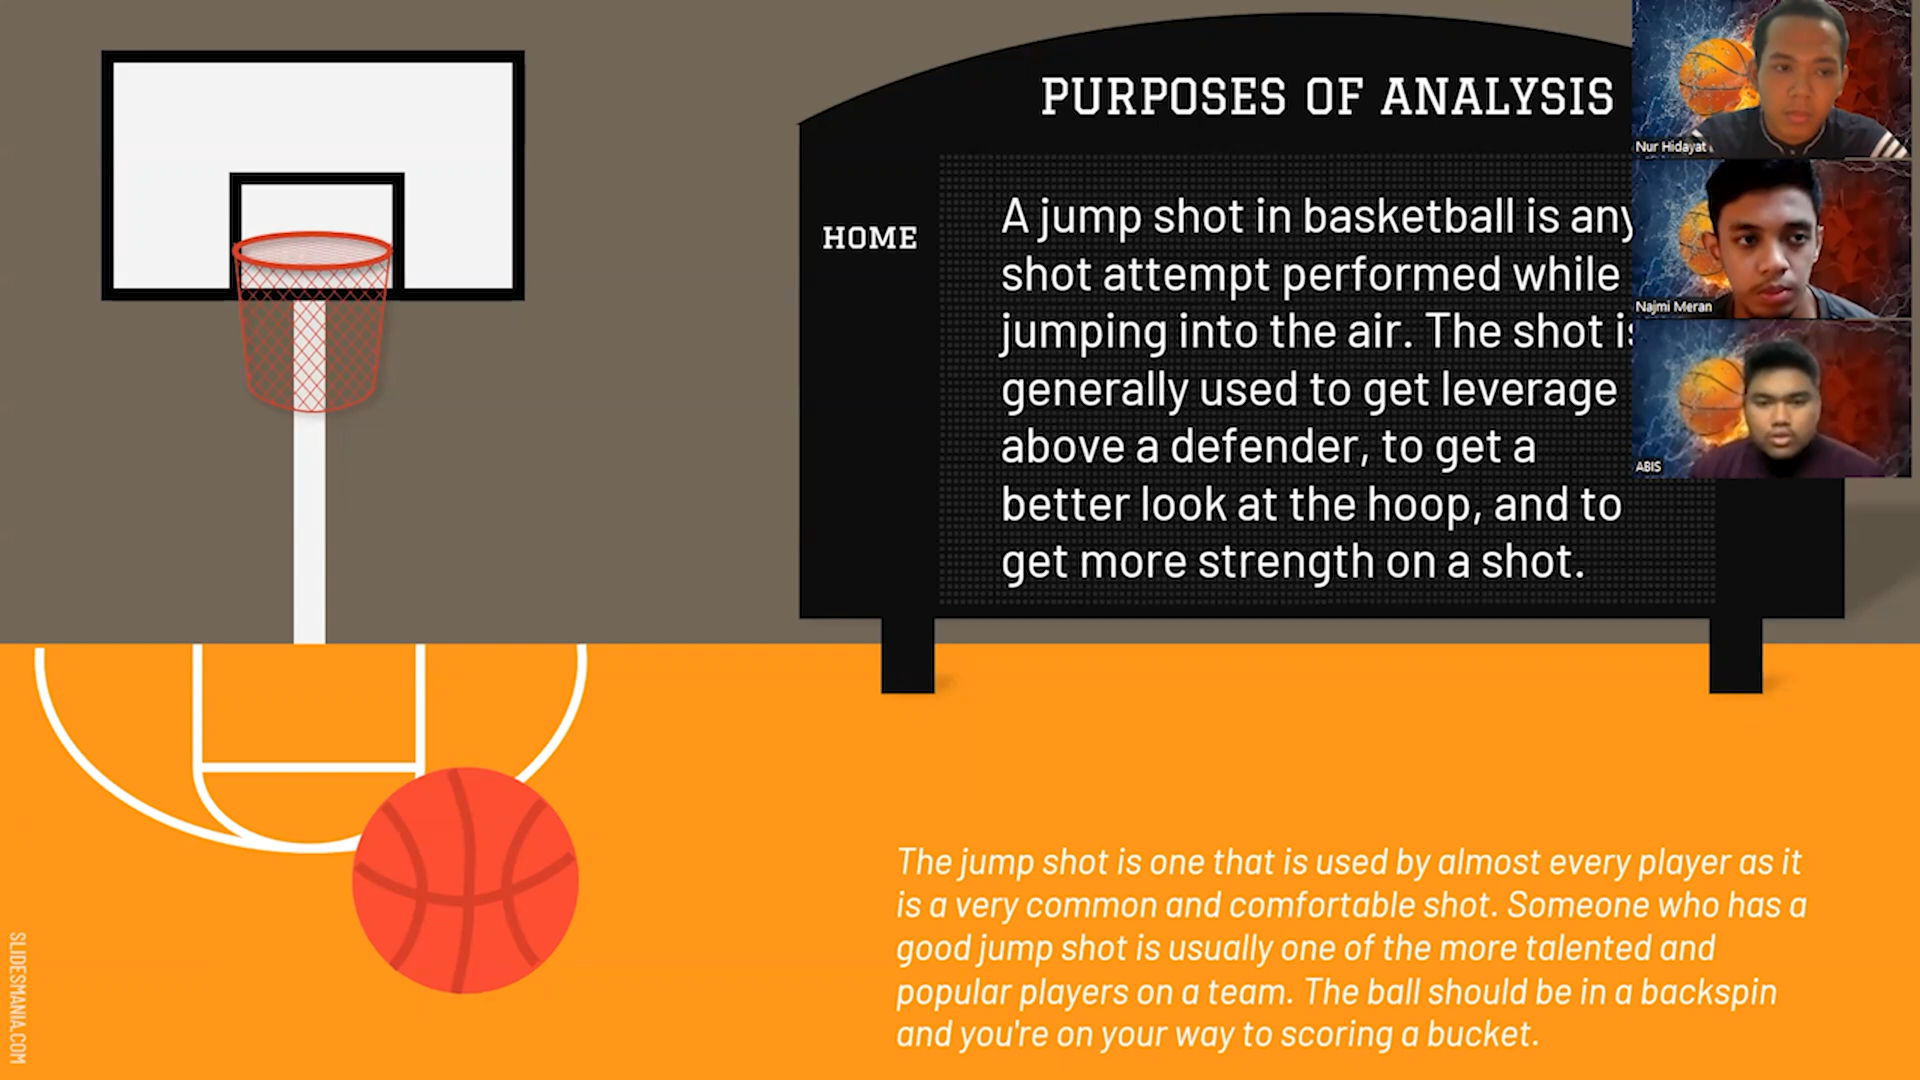 PURPOSES OF ANALYSIS
HOME
A jump shot in basketball is any
shot attempt performed while
jumping into the air. The shot is
generally used to get leverage
above a defender, to get a
better look at the hoop, and to
get more strength on a shot.
Nur Hidayat
Najmi Meran
ABIS
The jump shot is one that is used by almost every player as it
is a very common and comfortable shot. Someone who has a
good jump shot is usually one of the more talented and
popular players on a team. The ball should be in a backspin
and you're on your way to scoring a bucket.
SLIDESMANIA.COM